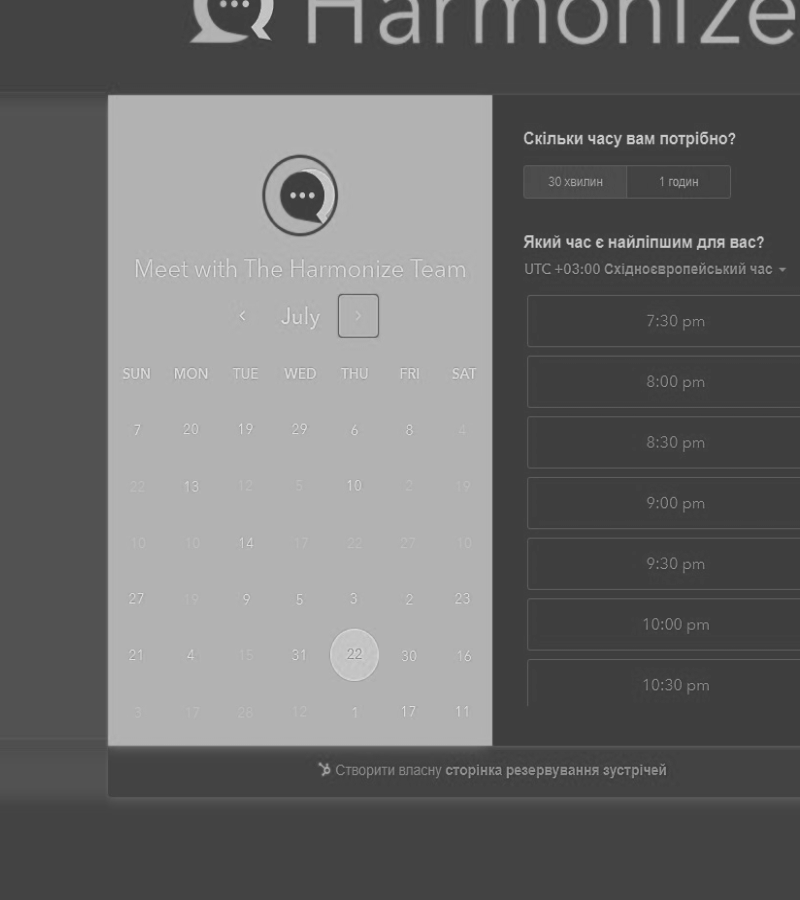 Harmonize
Meet with The Harmonize Team
July
SUN MON TUE WED THU FRI SAT
7 20 19 29 6 8 4
22 13 12 5 10 2 19
10 10 14 17 22 27 10
27 19 9 5 3 2 23
21 4 15 31 22 30 16
3 17 26 12 1 17 11
Скільки часу вам потрібно?
30 хвилин 1 годин
Який час є найліпшим для вас?
UTC +03:00 Східноєвропейський час
7:30 pm
8:00 pm
8:30 pm
9:00 pm
9:30 pm
10:00 pm
10:30 pm
Створити власну сторінка резервування зустрічей